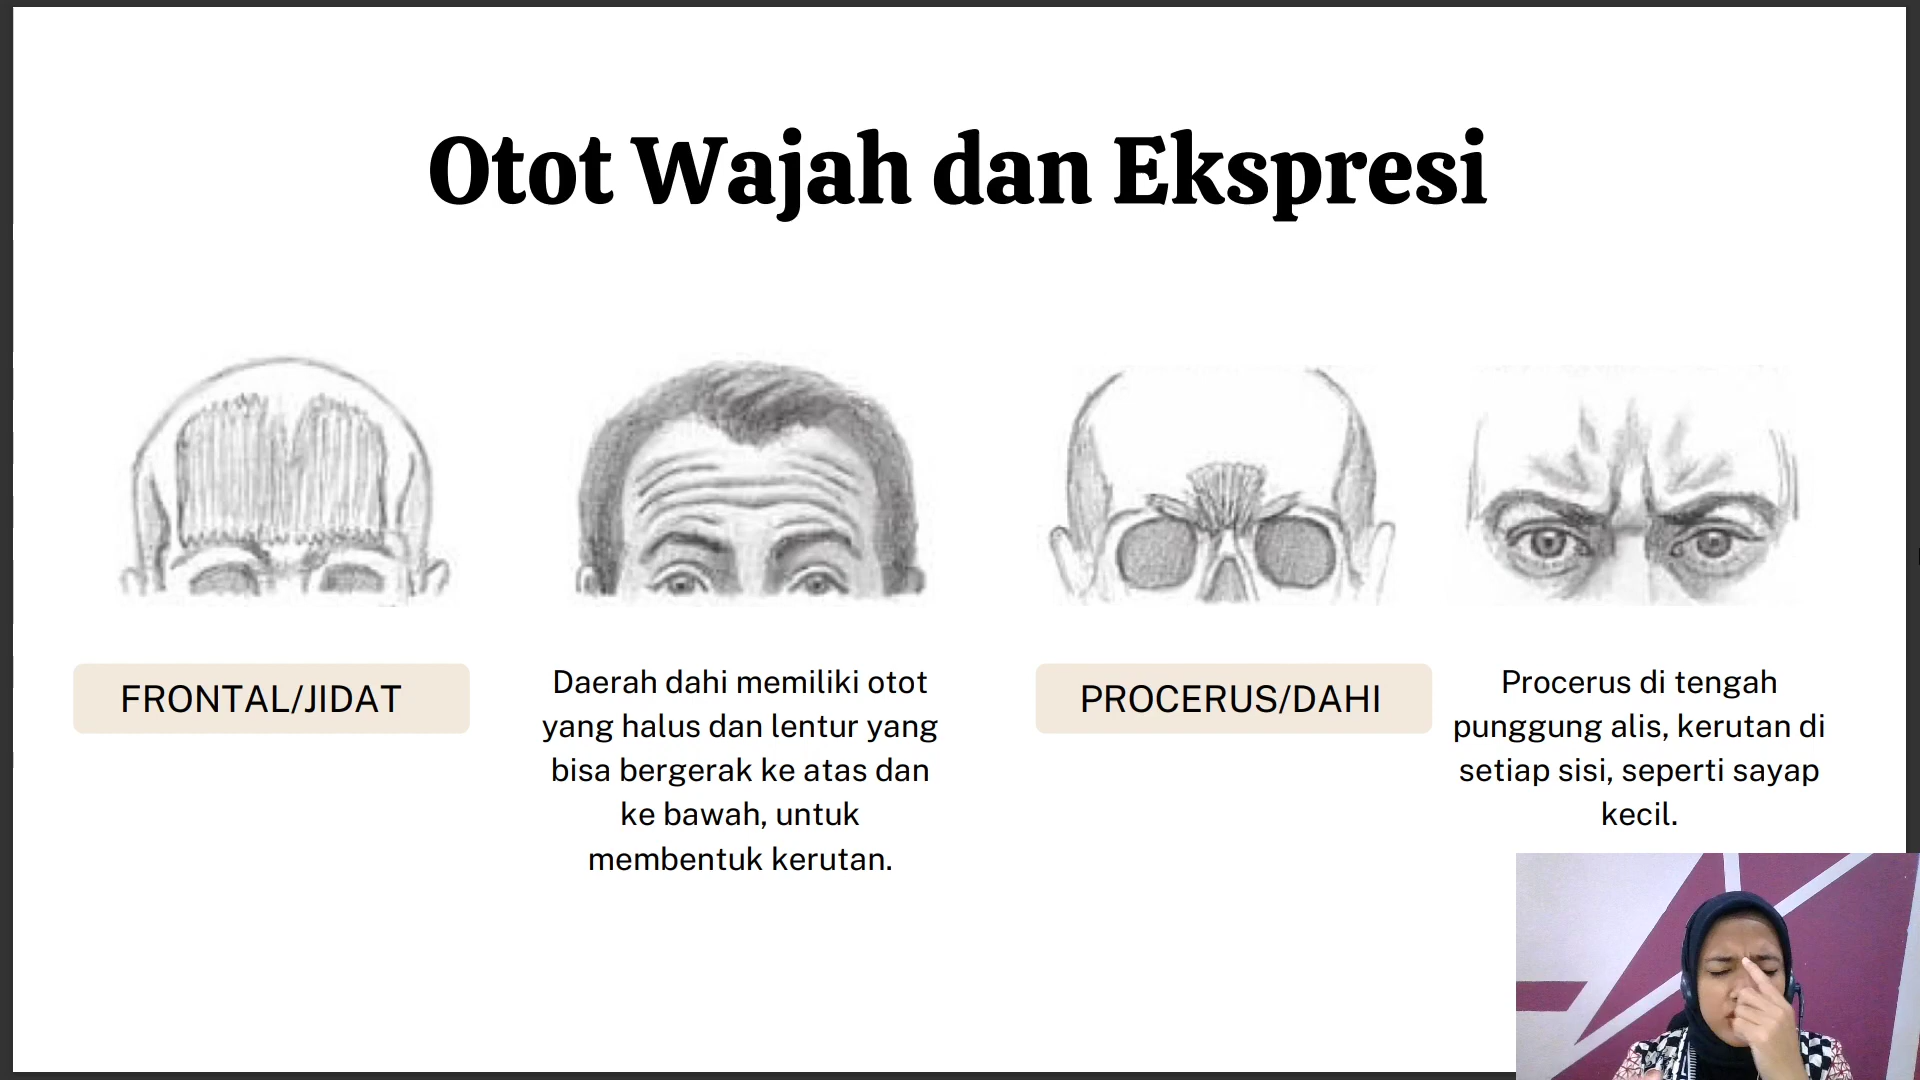 Otot Wajah dan Ekspresi
FRONTAL/JIDAT
Daerah dahi memiliki otot
yang halus dan lentur yang
bisa bergerak ke atas dan
ke bawah, untuk
membentuk kerutan.
PROCERUS/DAHI
Procerus di tengah
punggung alis, kerutan di
setiap sisi, seperti sayap
kecil.